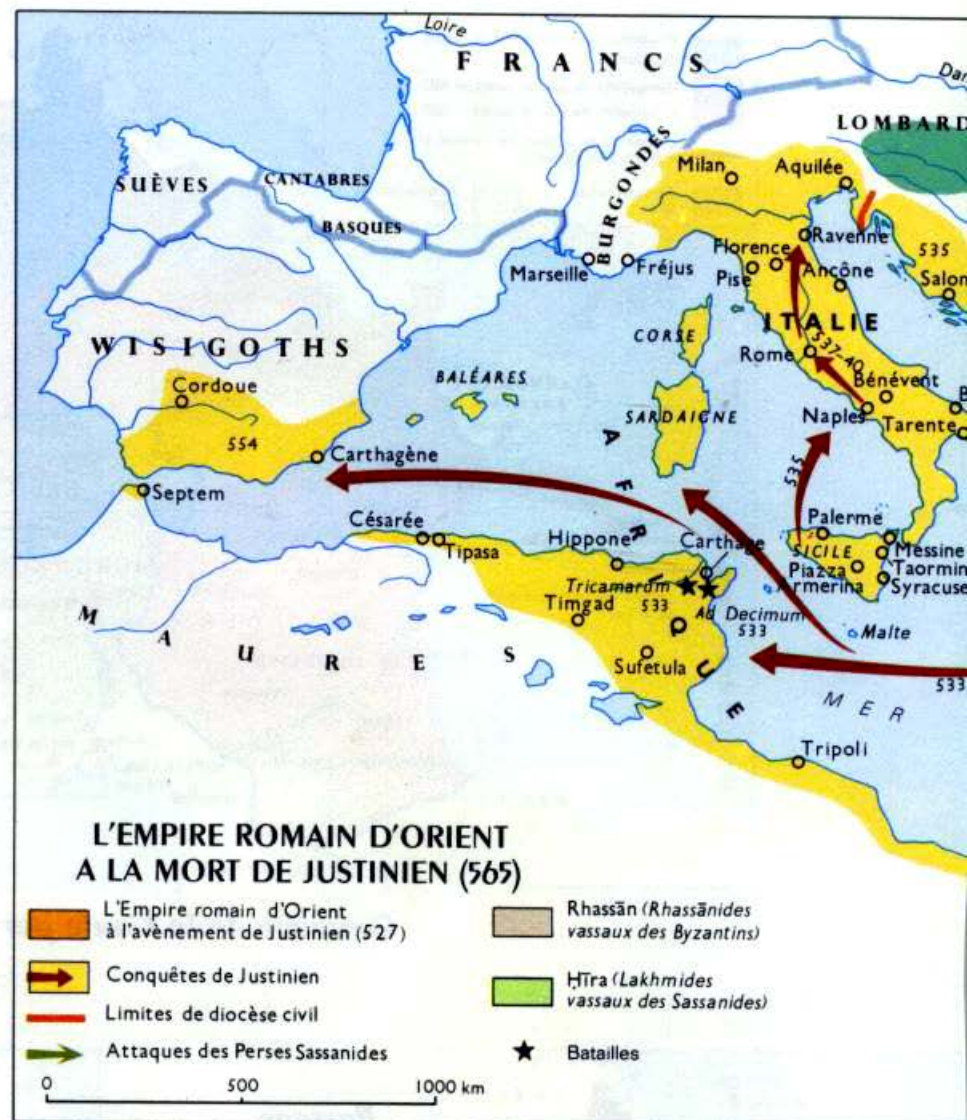 Loire
FRANCS
Dan
LOMBARD
BURGONDES
Milan
Aquilée
SUÈVES
CANTABRES
BASQUES
Ravenne
Florence
535
Marseille
Fréjus
Pise
Ancône
Salon
ITALIE
CORSE
WISIGOTHS
Rome
537-40
Cordoue
BALÉARES
Bénévent
SARDAIGNE
Naples
B
Tarente
554
Carthagène
AFRIQUE
535
Septem
Césarée
Tipasa
Hippone
Carthage
Palerme
SICILE
Messine
Taormin
Piazza
Armerina
Syracuse
Tricamarum
533
Timgad
Ad Decimum
533
Malte
MAURES
Sufetula
533
MER
Tripoli
L'EMPIRE ROMAIN D'ORIENT
A LA MORT DE JUSTINIEN (565)
L'Empire romain d'Orient
à l'avènement de Justinien (527)
Conquêtes de Justinien
Limites de diocèse civil
Attaques des Perses Sassanides
Rhassān (Rhassānides
vassaux des Byzantins)
Ḥīra (Lakhmides
vassaux des Sassanides)
Batailles
0 500 1000 km